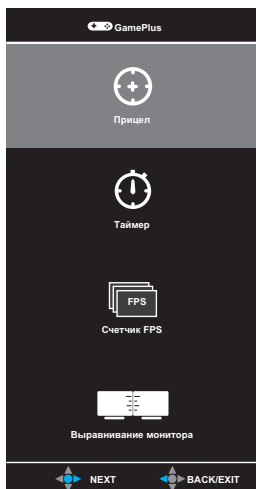 GamePlus
Прицел
Таймер
FPS
Счетчик FPS
Выравнивание монитора
NEXT BACK/EXIT